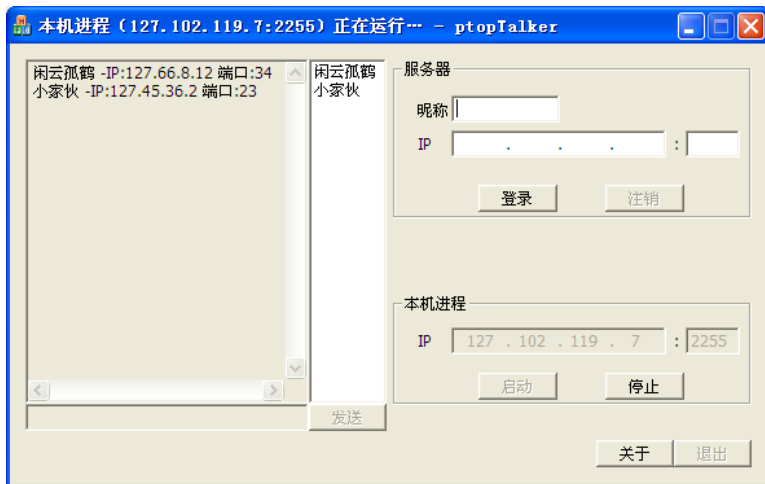 本机进程（127.102.119.7:2255）正在运行… - ptopTalker
闲云孤鹤 -IP:127.66.8.12 端口:34
小家伙 -IP:127.45.36.2 端口:23
闲云孤鹤
小家伙
服务器
昵称
IP . . . :
登录 注销
本机进程
IP 127 . 102 . 119 . 7 : 2255
启动 停止
发送
关于 退出